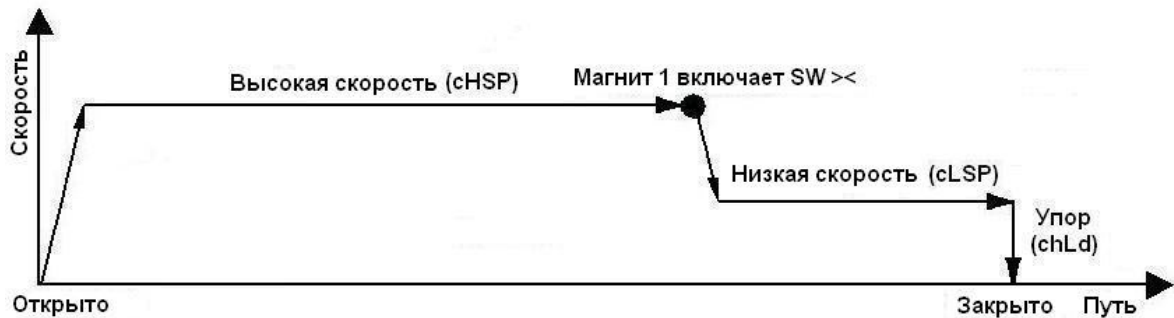 Скорость
Высокая скорость (cHSP)
Магнит 1 включает SW ><
Низкая скорость (cLSP)
Упор
(chLd)
Открыто
Закрыто
Путь